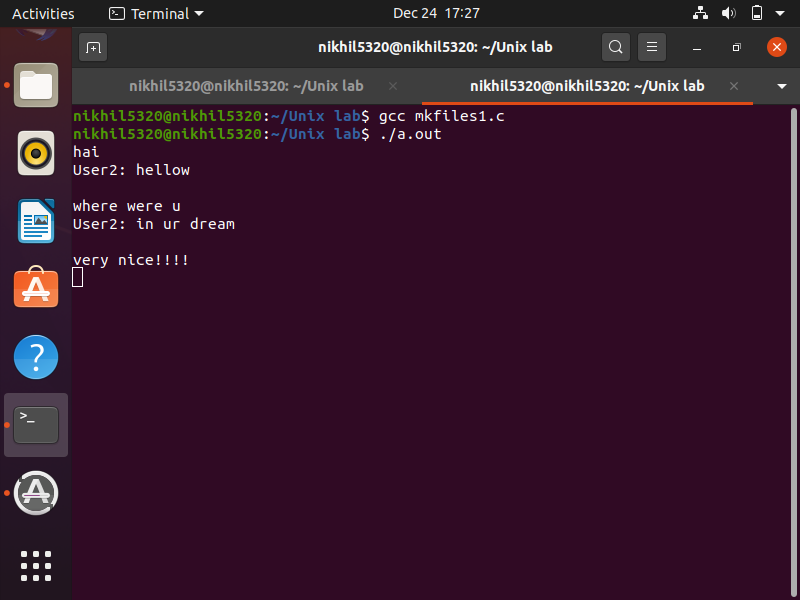 Activities
Terminal
Dec 24 17:27
nikhil5320@nikhil5320: ~/Unix lab
nikhil5320@nikhil5320: ~/Unix lab
nikhil5320@nikhil5320: ~/Unix lab
nikhil5320@nikhil5320:~/Unix lab$ gcc mkfiles1.c
nikhil5320@nikhil5320:~/Unix lab$ ./a.out
hai
User2: hellow
where were u
User2: in ur dream
very nice!!!!